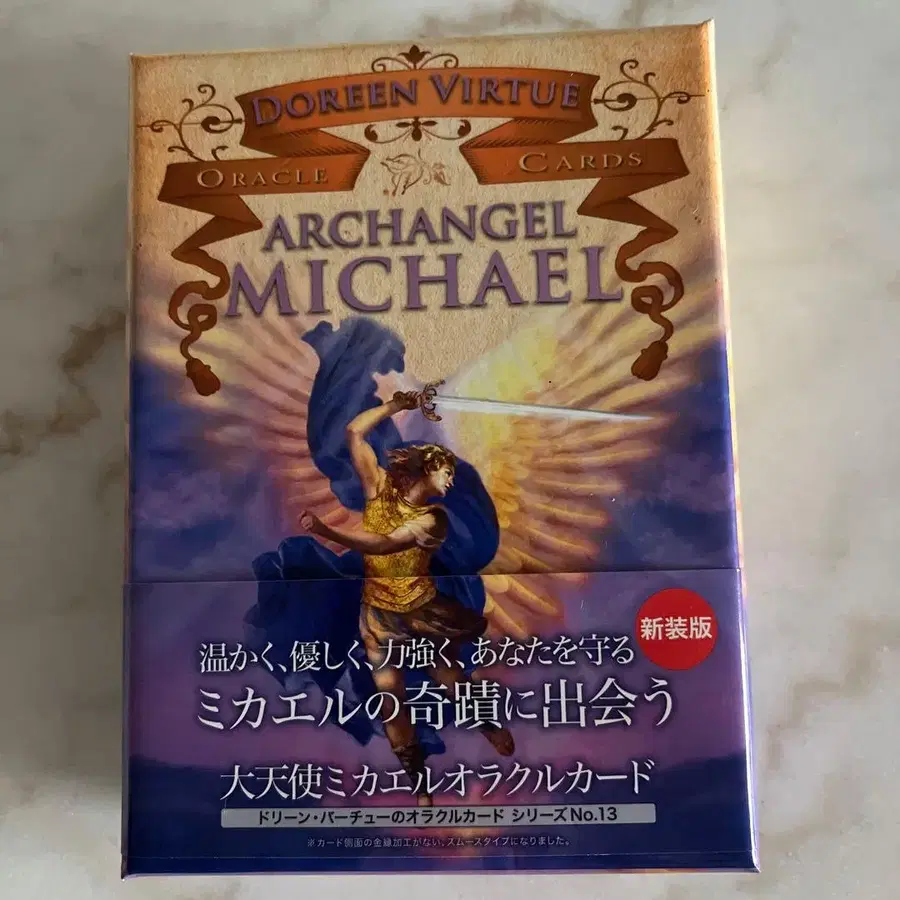 DOREEN VIRTUE
ORACLE CARDS
ARCHANGEL
MICHAEL
新装版
温かく、優しく、力強く、あなたを守る
ミカエルの奇蹟に出会う
大天使ミカエルオラクルカード
ドリーン・バーチューのオラクルカード シリーズNo.13
※カード側面の金縁加工がない、スムースタイプになりました。